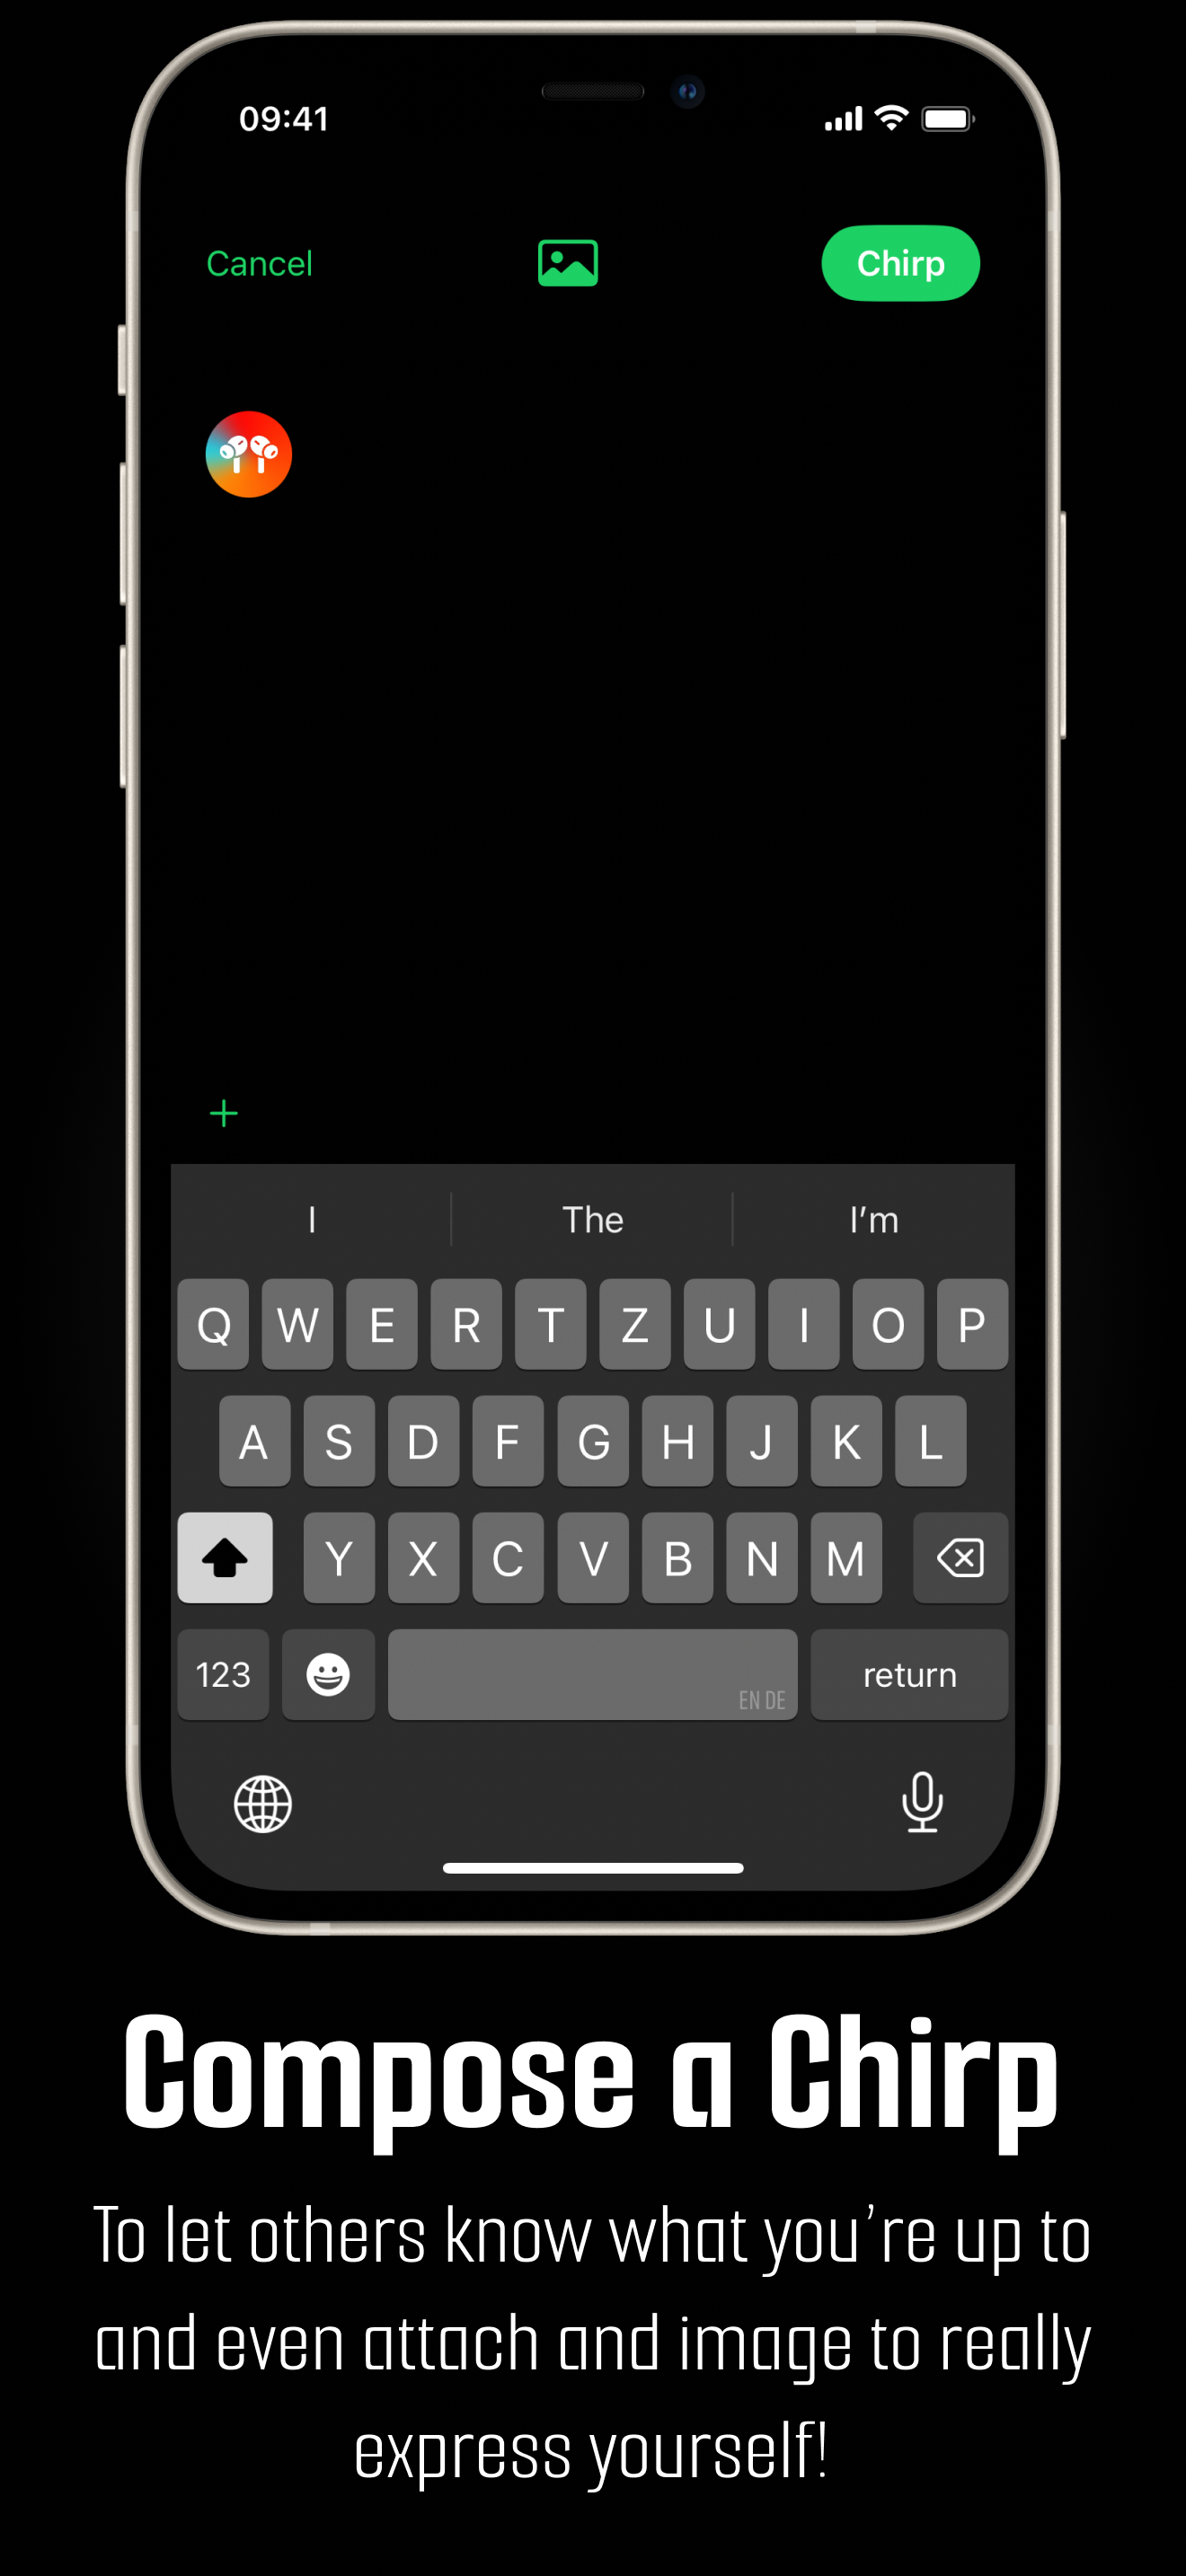 09:41
Cancel
Chirp
I The I'm
Q W E R T Z U I O P
A S D F G H J K L
Y X C V B N M
123 EN DE return
Compose a Chirp
To let others know what you’re up to
and even attach and image to really
express yourself!